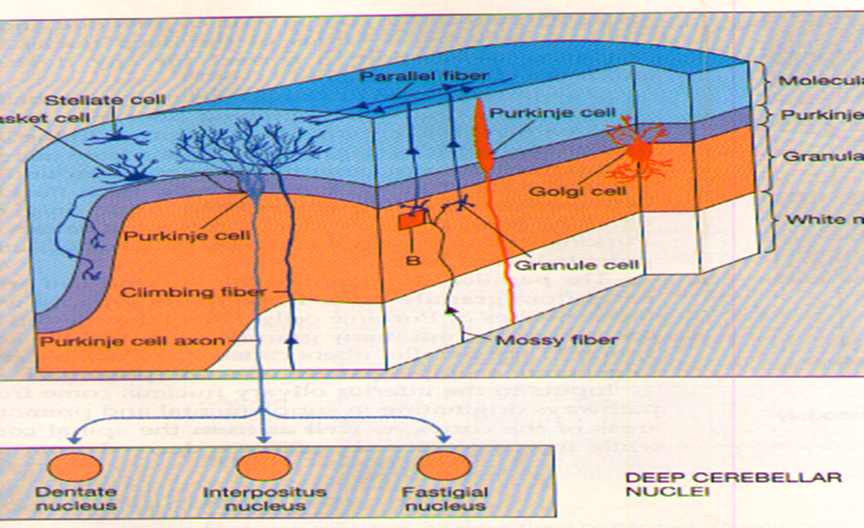 Parallel fiber
Molecula
Stellate cell
asket cell
Purkinje cell
Purkinje
Granula
Golgi cell
White n
Purkinje cell
B
Granule cell
Climbing fiber
Purkinje cell axon
Mossy fiber
DEEP CEREBELLAR
NUCLEI
Dentate
nucleus
Interpositus
nucleus
Fastigial
nucleus